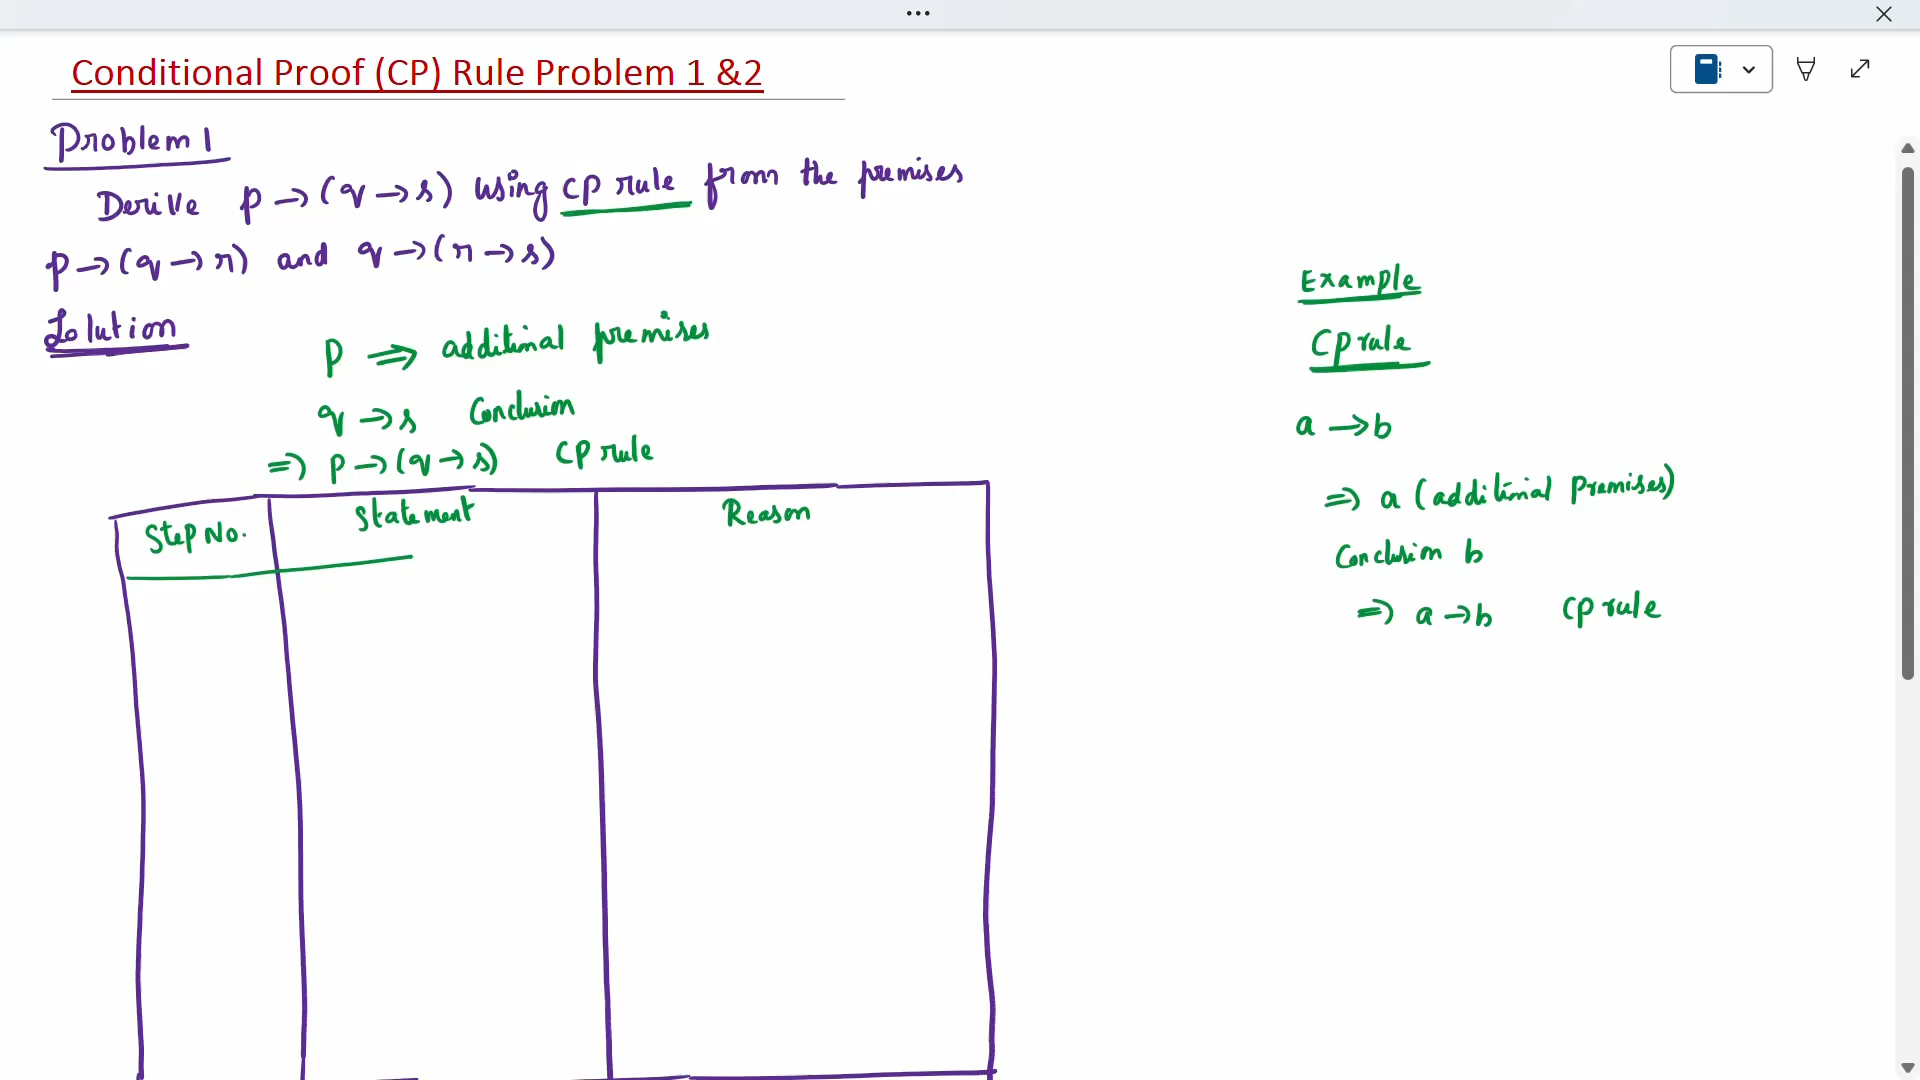 Conditional Proof (CP) Rule Problem 1 &2
Problem 1
Derive p → (q → s) using CP rule from the premises
p → (q → r) and q → (r → s)
Solution
P ⇒ additional premises
q → s Conclusion
⇒ p → (q → s) CP rule
Step No. Statement Reason
Example
CP rule
a → b
⇒ a (additional Premises)
Conclusion b
⇒ a → b CP rule